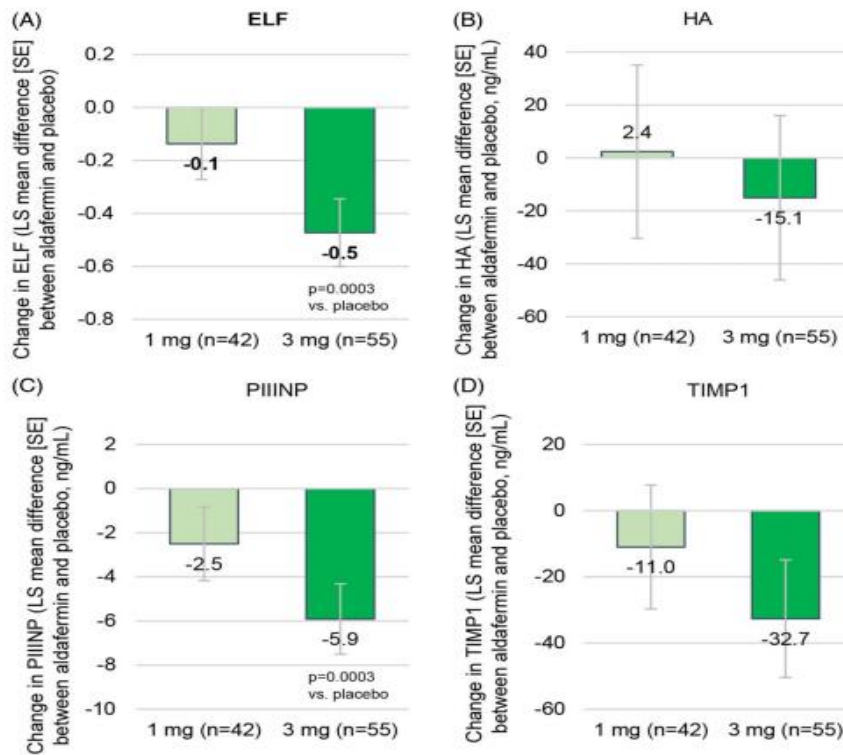 (A)
ELF
Change in ELF (LS mean difference [SE]
between aldafermin and placebo)
0.2
0.0
-0.2
-0.4
-0.6
-0.8
-0.1
-0.5
p=0.0003
vs. placebo
1 mg (n=42)
3 mg (n=55)
(B)
HA
Change in HA (LS mean difference [SE]
between aldafermin and placebo, ng/mL)
40
20
0
-20
-40
-60
2.4
-15.1
1 mg (n=42)
3 mg (n=55)
(C)
PIIINP
Change in PIIINP (LS mean difference [SE]
between aldafermin and placebo, ng/mL)
2
0
-2
-4
-6
-8
-10
-2.5
-5.9
p=0.0003
vs. placebo
1 mg (n=42)
3 mg (n=55)
(D)
TIMP1
Change in TIMP1 (LS mean difference [SE]
between aldafermin and placebo, ng/mL)
20
0
-20
-40
-60
-11.0
-32.7
1 mg (n=42)
3 mg (n=55)